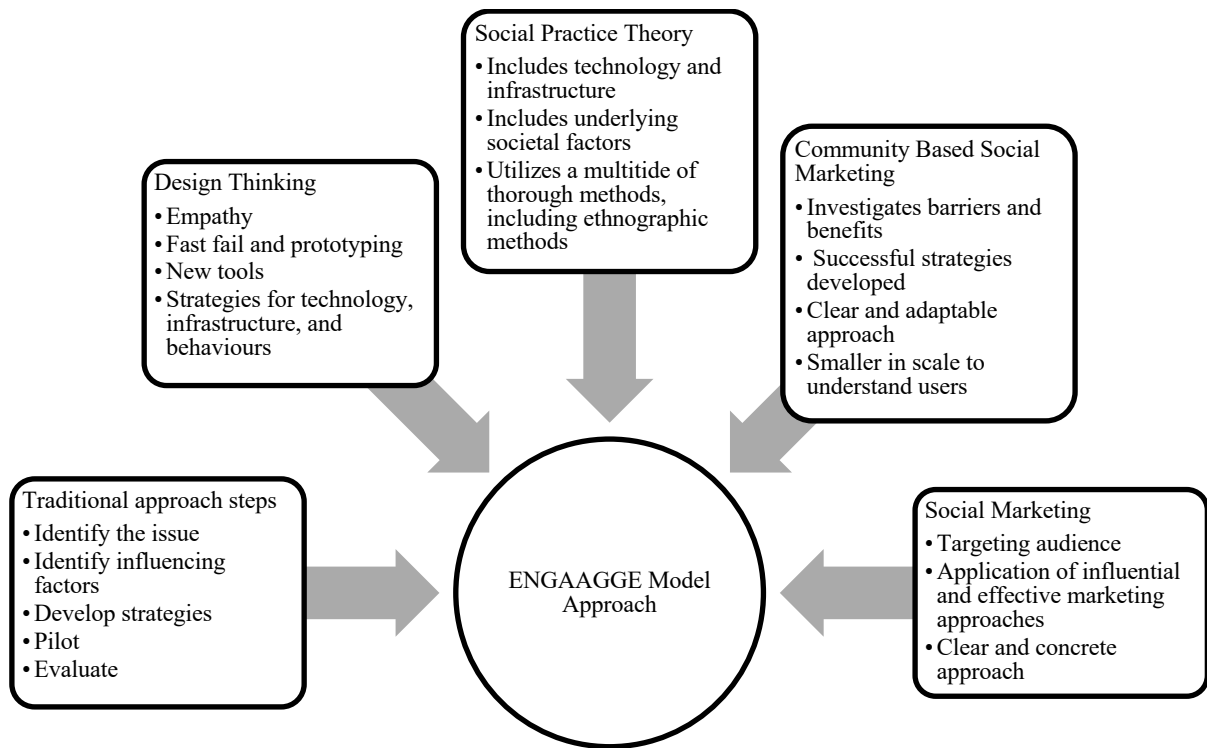 Social Practice Theory
• Includes technology and
infrastructure
• Includes underlying
societal factors
• Utilizes a multitide of
thorough methods,
including ethnographic
methods
Design Thinking
• Empathy
• Fast fail and prototyping
• New tools
• Strategies for technology,
infrastructure, and
behaviours
Community Based Social
Marketing
• Investigates barriers and
benefits
• Successful strategies
developed
• Clear and adaptable
approach
• Smaller in scale to
understand users
Traditional approach steps
• Identify the issue
• Identify influencing
factors
• Develop strategies
• Pilot
• Evaluate
ENGAAGGE Model
Approach
Social Marketing
• Targeting audience
• Application of influential
and effective marketing
approaches
• Clear and concrete
approach